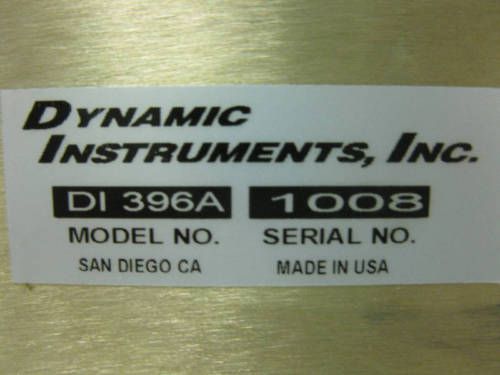 DYNAMIC
INSTRUMENTS, INC.
DI 396A 1008
MODEL NO. SERIAL NO.
SAN DIEGO CA MADE IN USA